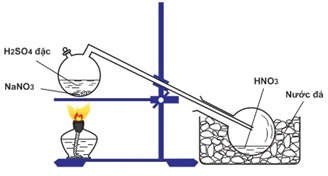 H2SO4 đặc
NaNO3
HNO3
Nước đá